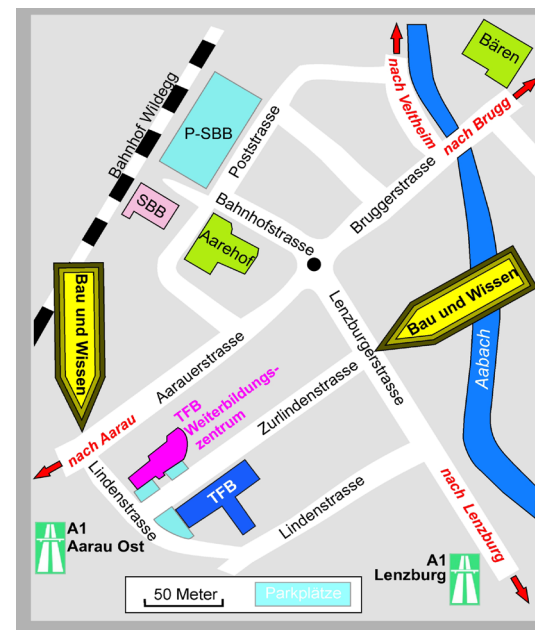 Bahnhof Wildegg
P-SBB
SBB
Poststrasse
Bahnhofstrasse
Aarehof
nach Veltheim
Bären
nach Brugg
Bruggerstrasse
Bau und Wissen
Bau und Wissen
Lenzburgerstrasse
Aabach
Aarauerstrasse
Zurlindenstrasse
TFB
Weiterbildungs-
zentrum
nach Aarau
Lindenstrasse
TFB
Lindenstrasse
nach Lenzburg
A1
Aarau Ost
A1
Lenzburg
50 Meter
Parkplätze